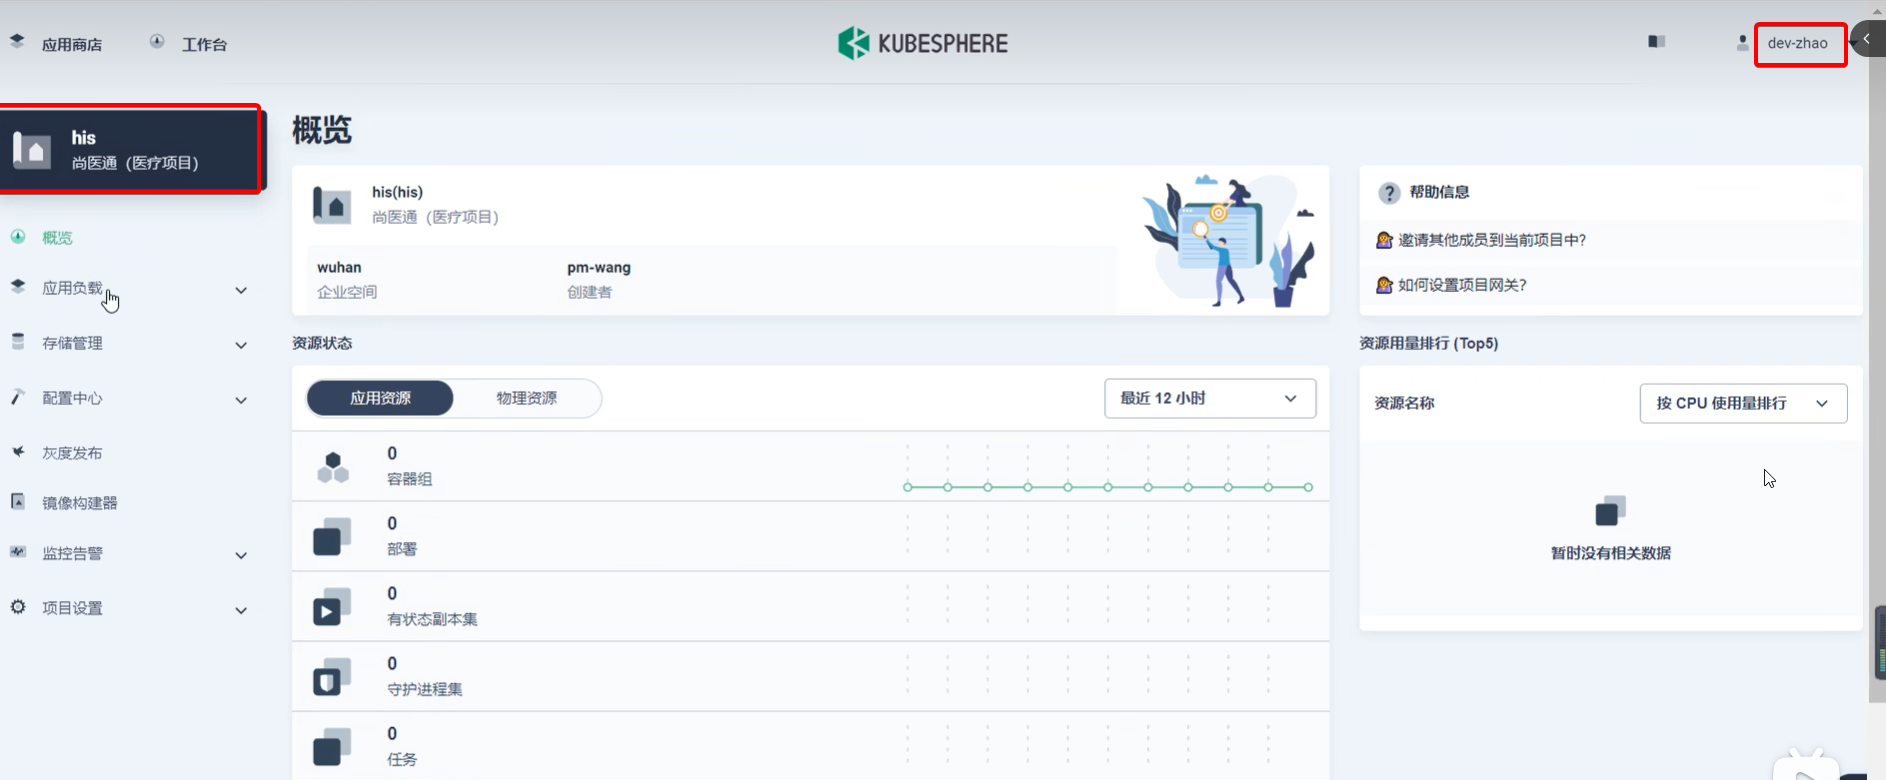 应用商店
工作台
KUBESPHERE
dev-zhao
his
尚医通（医疗项目）
概览
应用负载
存储管理
配置中心
灰度发布
镜像构建器
监控告警
项目设置
概览
his(his)
尚医通（医疗项目）
wuhan
企业空间
pm-wang
创建者
帮助信息
邀请其他成员到当前项目中?
如何设置项目网关?
资源状态
应用资源
物理资源
最近 12 小时
0
容器组
0
部署
0
有状态副本集
0
守护进程集
0
任务
资源用量排行 (Top5)
资源名称
按 CPU 使用量排行
暂时没有相关数据